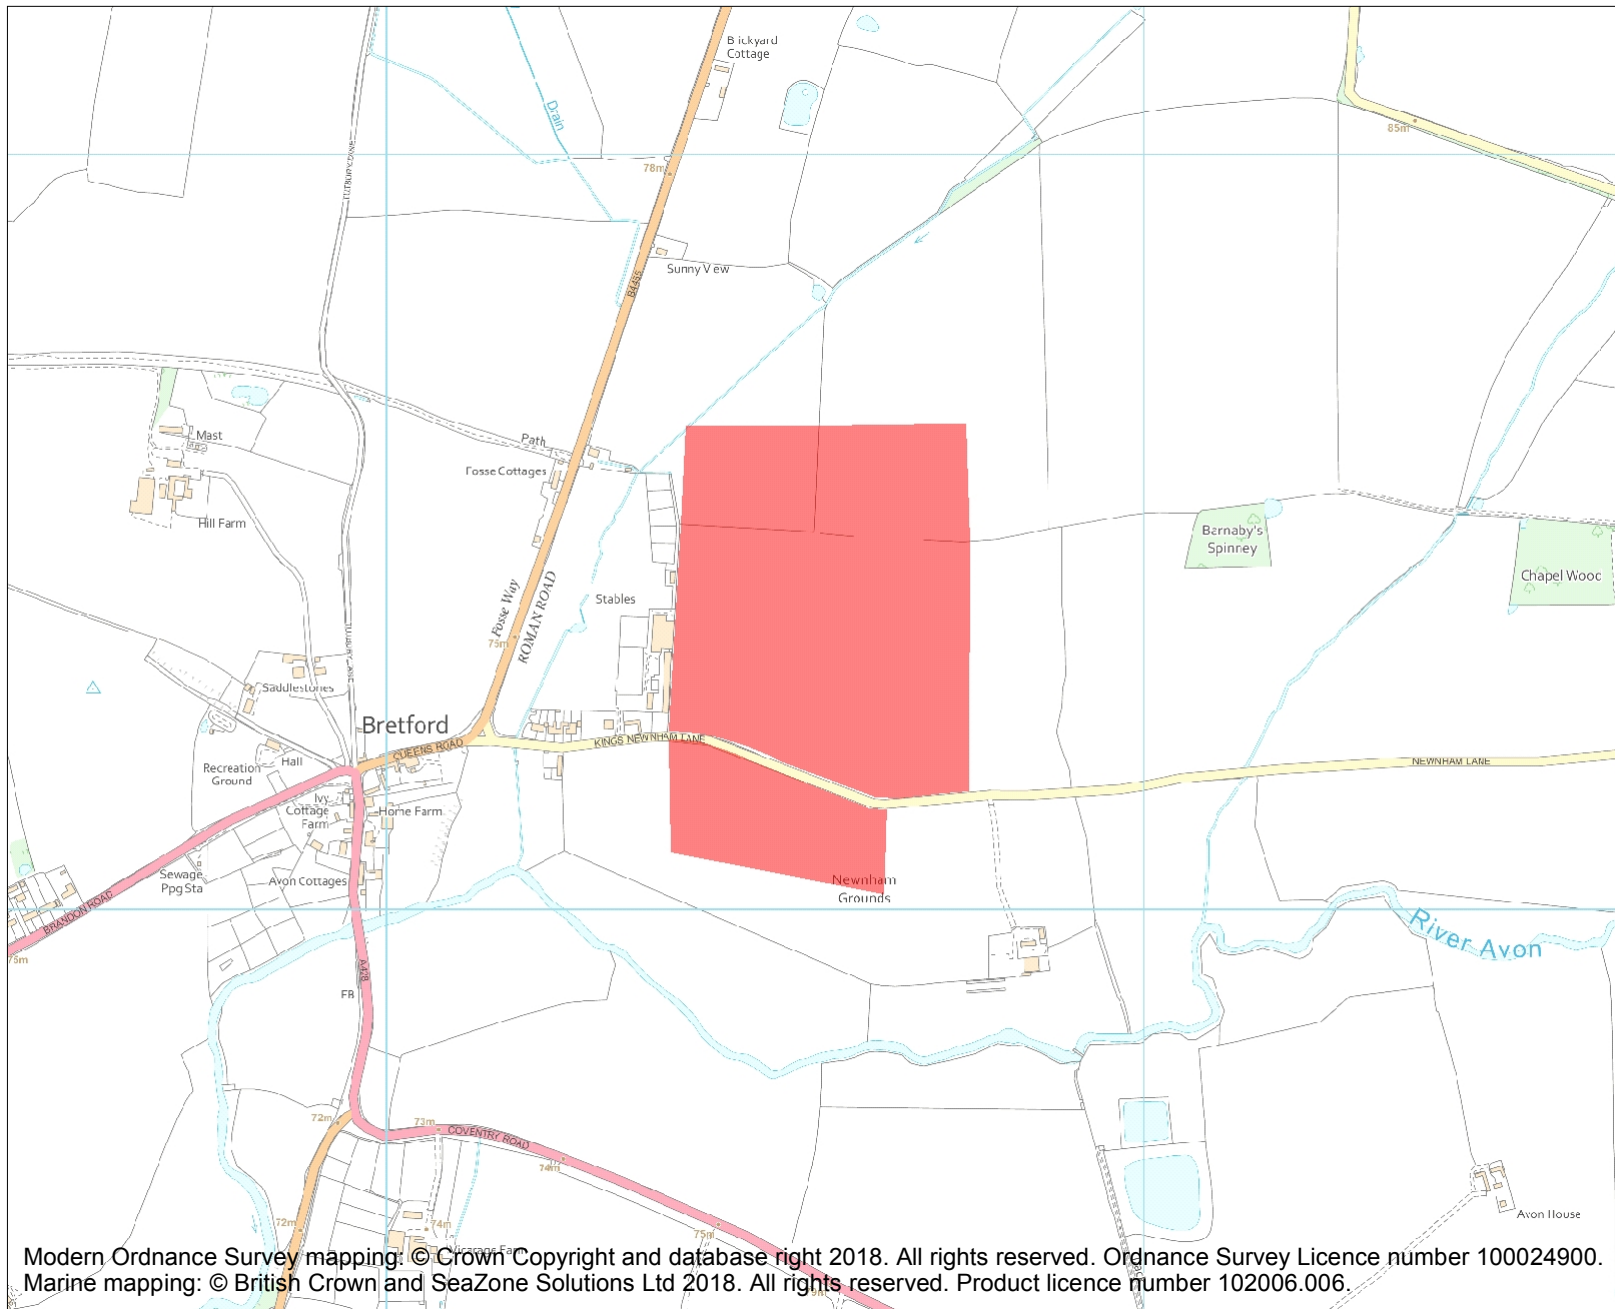 Brickyard
Cottage
Drain
85m
78m
Sunny View
B4455
Mast
Path
Fosse Cottages
Hill Farm
Barnaby's
Spinney
Chapel Wood
Fosse Way
ROMAN ROAD
Stables
75m
Saddlestones
Bretford
QUEENS ROAD
KINGS NEWNHAM LANE
NEWNHAM LANE
Hall
Recreation
Ground
Ivy
Cottage
Farm
Home Farm
Sewage
Ppg Sta
Avon Cottages
Newnham
Grounds
BRANDON ROAD
75m
River Avon
A428
FB
72m
73m
COVENTRY ROAD
74m
72m
74m
75m
Avon House
Vicarage Farm
Modern Ordnance Survey mapping: © Crown Copyright and database right 2018. All rights reserved. Ordnance Survey Licence number 100024900.
Marine mapping: © British Crown and SeaZone Solutions Ltd 2018. All rights reserved. Product licence number 102006.006.